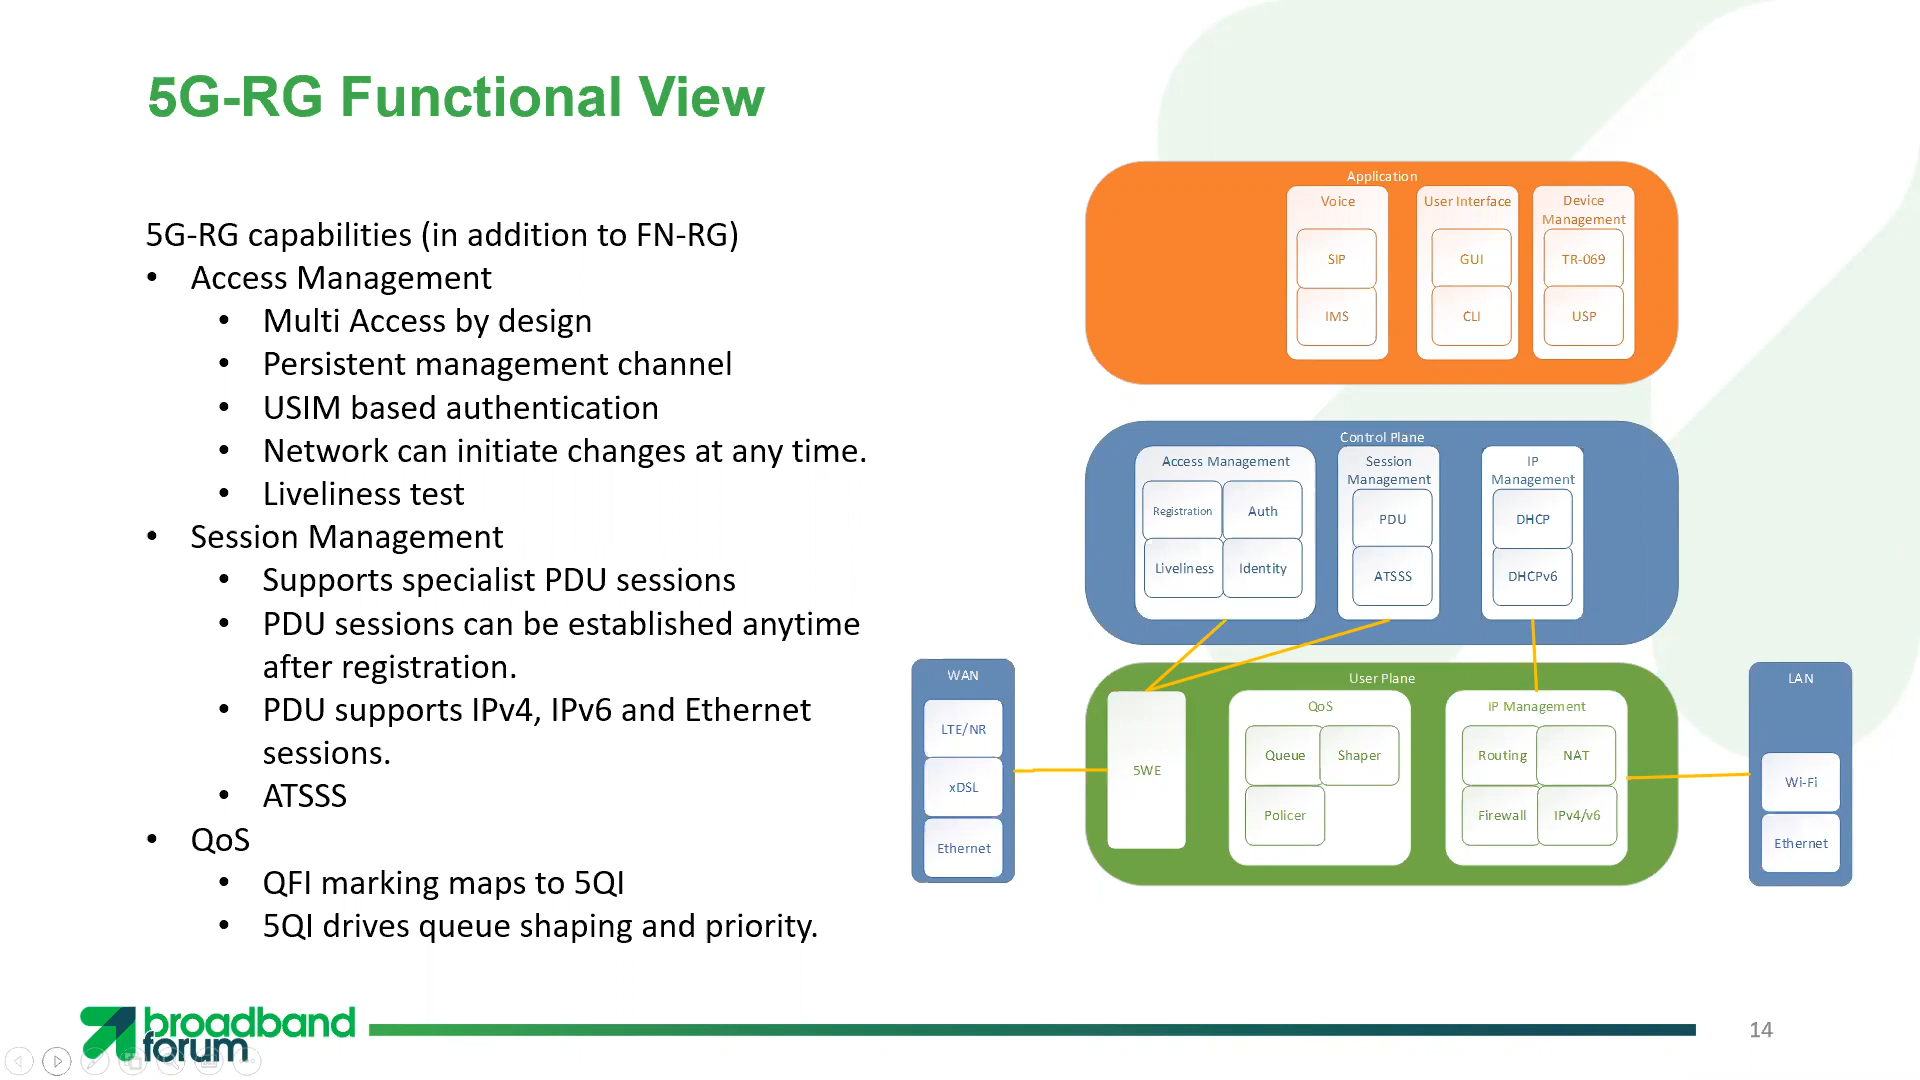 5G-RG Functional View
5G-RG capabilities (in addition to FN-RG)
• Access Management
• Multi Access by design
• Persistent management channel
• USIM based authentication
• Network can initiate changes at any time.
• Liveliness test
• Session Management
• Supports specialist PDU sessions
• PDU sessions can be established anytime
after registration.
• PDU supports IPv4, IPv6 and Ethernet
sessions.
• ATSSS
• QoS
• QFI marking maps to 5QI
• 5QI drives queue shaping and priority.
Application
Voice
SIP
IMS
User Interface
GUI
CLI
Device
Management
TR-069
USP
Control Plane
Access Management
Registration
Auth
Liveliness
Identity
Session
Management
PDU
ATSSS
IP
Management
DHCP
DHCPv6
WAN
LTE/NR
xDSL
Ethernet
User Plane
5WE
QoS
Queue
Shaper
Policer
IP Management
Routing
NAT
Firewall
IPv4/v6
LAN
Wi-Fi
Ethernet
broadband
forum
14